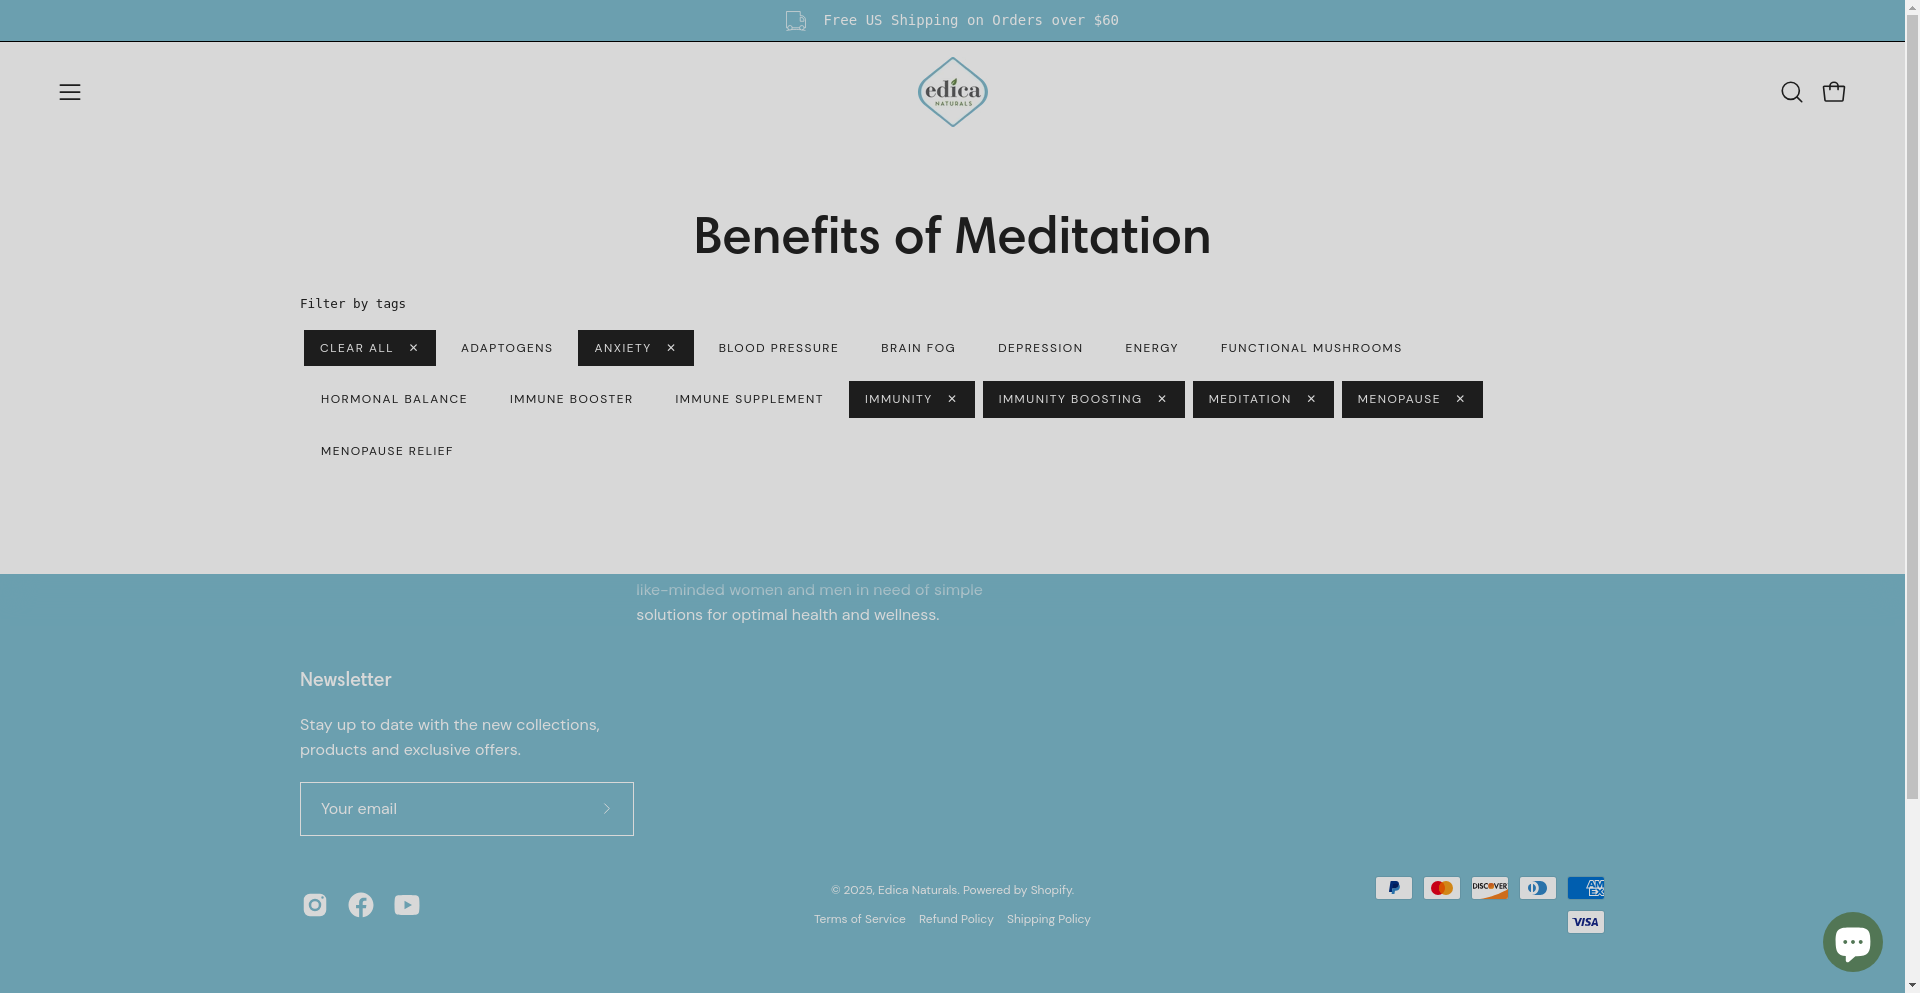 Free US Shipping on Orders over $60
edica
NATURALS
Benefits of Meditation
Filter by tags
CLEAR ALL ✕ ADAPTOGENS ANXIETY ✕ BLOOD PRESSURE BRAIN FOG DEPRESSION ENERGY FUNCTIONAL MUSHROOMS
HORMONAL BALANCE IMMUNE BOOSTER IMMUNE SUPPLEMENT IMMUNITY ✕ IMMUNITY BOOSTING ✕ MEDITATION ✕ MENOPAUSE ✕
MENOPAUSE RELIEF
like-minded women and men in need of simple
solutions for optimal health and wellness.
Newsletter
Stay up to date with the new collections,
products and exclusive offers.
Your email
© 2025, Edica Naturals. Powered by Shopify.
Terms of Service Refund Policy Shipping Policy
DISCOVER
AM
EX
VISA